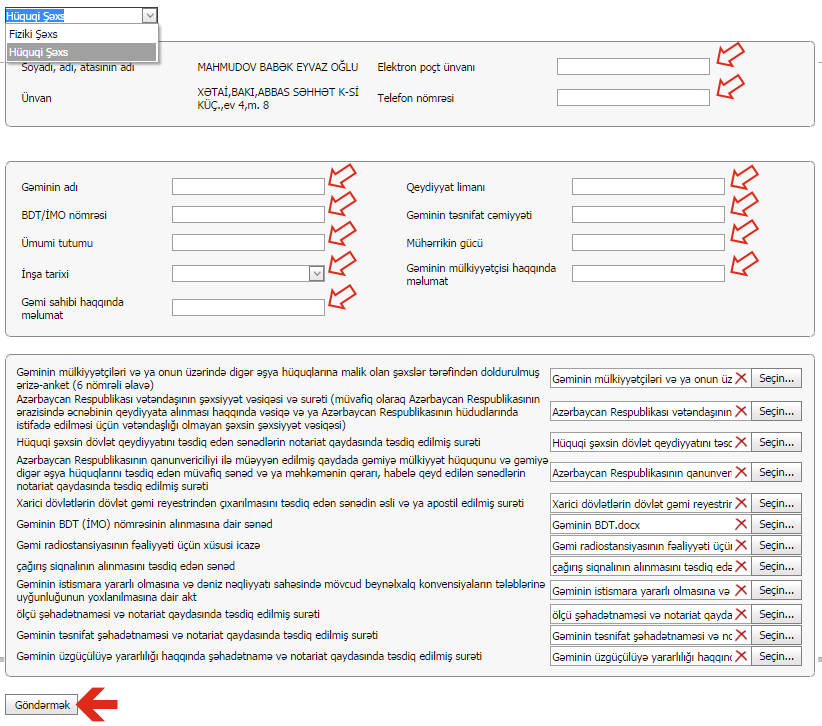 Hüquqi Şəxs
Fiziki Şəxs
Hüquqi Şəxs
Soyadı, adı, atasının adı
MAHMUDOV BABƏK EYVAZ OĞLU
Elektron poçt ünvanı
Ünvan
XƏTAİ,BAKI,ABBAS SƏHHƏT K-Sİ
KÜÇ.,ev 4,m. 8
Telefon nömrəsi
Gəminin adı
Qeydiyyat limanı
BDT/İMO nömrəsi
Gəminin təsnifat cəmiyyəti
Ümumi tutumu
Mühərrikin gücü
İnşa tarixi
Gəminin mülkiyyətçisi haqqında
məlumat
Gəmi sahibi haqqında
məlumat
Gəminin mülkiyyətçiləri və ya onun üzərində digər əşya hüquqlarına malik olan şəxslər tərəfindən doldurulmuş
ərizə-anket (6 nömrəli əlavə)
Gəminin mülkiyyətçiləri və ya onun üz
Seçin...
Azərbaycan Respublikası vətəndaşının şəxsiyyət vəsiqəsi və surəti (müvafiq olaraq Azərbaycan Respublikasının
ərazisində əcnəbinin qeydiyyata alınması haqqında vəsiqə və ya Azərbaycan Respublikasının hüdudlarında
istifadə edilməsi üçün vətəndaşlığı olmayan şəxsin şəxsiyyət vəsiqəsi)
Azərbaycan Respublikası vətəndaşının
Seçin...
Hüquqi şəxsin dövlət qeydiyyatını təsdiq edən sənədlərin notariat qaydasında təsdiq edilmiş surəti
Hüquqi şəxsin dövlət qeydiyyatını təsd
Seçin...
Azərbaycan Respublikasının qanunvericiliyi ilə müəyyən edilmiş qaydada gəmiyə mülkiyyət hüququnu və gəmiyə
digər əşya hüquqlarını təsdiq edən müvafiq sənəd və ya məhkəmənin qərarı, habelə qeyd edilən sənədlərin
notariat qaydasında təsdiq edilmiş surəti
Azərbaycan Respublikasının qanunveri
Seçin...
Xarici dövlətlərin dövlət gəmi reyestrindən çıxarılmasını təsdiq edən sənədin əsli və ya apostil edilmiş surəti
Xarici dövlətlərin dövlət gəmi reyestrin
Seçin...
Gəminin BDT (İMO) nömrəsinin alınmasına dair sənəd
Gəminin BDT.docx
Seçin...
Gəmi radiostansiyasının fəaliyyəti üçün xüsusi icazə
Gəmi radiostansiyasının fəaliyyəti üçün
Seçin...
çağırış siqnalının alınmasını təsdiq edən sənəd
çağırış siqnalının alınmasını təsdiq edə
Seçin...
Gəminin istismara yararlı olmasına və dəniz nəqliyyatı sahəsində mövcud beynəlxalq konvensiyaların tələblərinə
uyğunluğunun yoxlanılmasına dair akt
Gəminin istismara yararlı olmasına və
Seçin...
ölçü şəhadətnaməsi və notariat qaydasında təsdiq edilmiş surəti
ölçü şəhadətnaməsi və notariat qayda
Seçin...
Gəminin təsnifat şəhadətnaməsi və notariat qaydasında təsdiq edilmiş surəti
Gəminin təsnifat şəhadətnaməsi və no
Seçin...
Gəminin üzgüçülüyə yararlılığı haqqında şəhadətnamə və notariat qaydasında təsdiq edilmiş surəti
Gəminin üzgüçülüyə yararlılığı haqqınd
Seçin...
Göndərmək